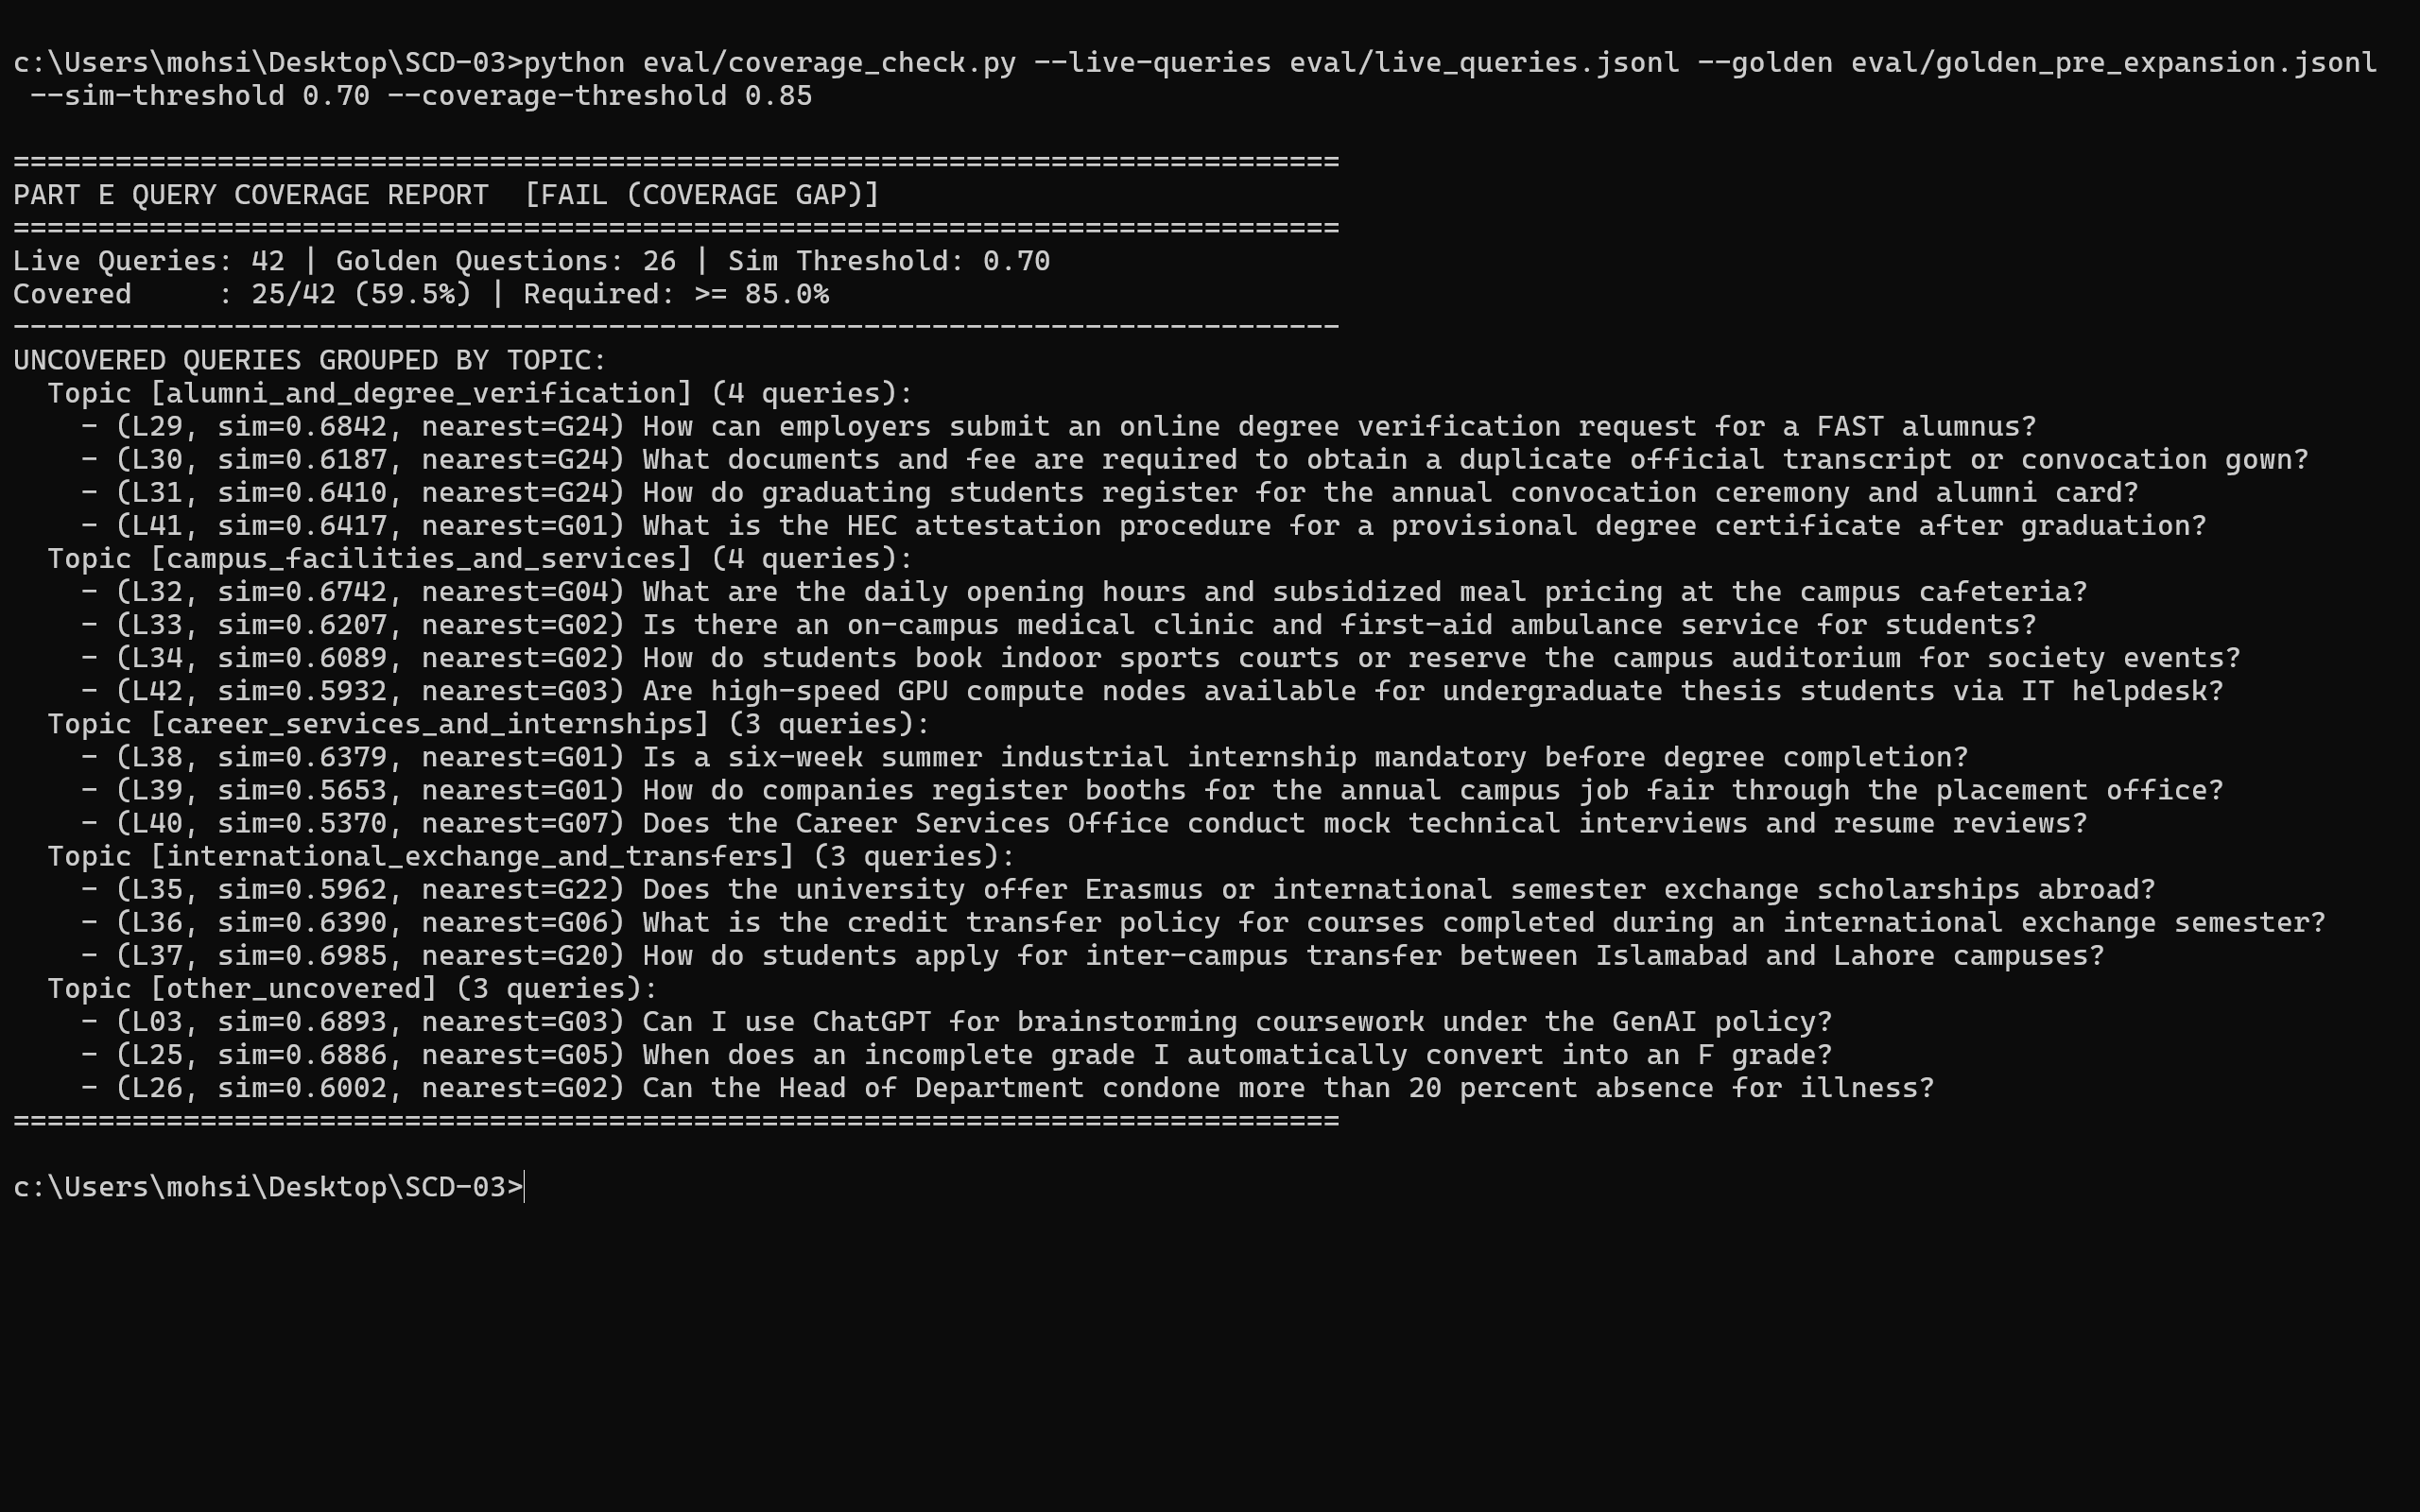 c:\Users\mohsi\Desktop\SCD-03>python eval/coverage_check.py --live-queries eval/live_queries.jsonl --golden eval/golden_pre_expansion.jsonl
 --sim-threshold 0.70 --coverage-threshold 0.85
==============================================================================
PART E QUERY COVERAGE REPORT  [FAIL (COVERAGE GAP)]
==============================================================================
Live Queries: 42 | Golden Questions: 26 | Sim Threshold: 0.70
Covered     : 25/42 (59.5%) | Required: >= 85.0%
------------------------------------------------------------------------------
UNCOVERED QUERIES GROUPED BY TOPIC:
  Topic [alumni_and_degree_verification] (4 queries):
    - (L29, sim=0.6842, nearest=G24) How can employers submit an online degree verification request for a FAST alumnus?
    - (L30, sim=0.6187, nearest=G24) What documents and fee are required to obtain a duplicate official transcript or convocation gown?
    - (L31, sim=0.6410, nearest=G24) How do graduating students register for the annual convocation ceremony and alumni card?
    - (L41, sim=0.6417, nearest=G01) What is the HEC attestation procedure for a provisional degree certificate after graduation?
  Topic [campus_facilities_and_services] (4 queries):
    - (L32, sim=0.6742, nearest=G04) What are the daily opening hours and subsidized meal pricing at the campus cafeteria?
    - (L33, sim=0.6207, nearest=G02) Is there an on-campus medical clinic and first-aid ambulance service for students?
    - (L34, sim=0.6089, nearest=G02) How do students book indoor sports courts or reserve the campus auditorium for society events?
    - (L42, sim=0.5932, nearest=G03) Are high-speed GPU compute nodes available for undergraduate thesis students via IT helpdesk?
  Topic [career_services_and_internships] (3 queries):
    - (L38, sim=0.6379, nearest=G01) Is a six-week summer industrial internship mandatory before degree completion?
    - (L39, sim=0.5653, nearest=G01) How do companies register booths for the annual campus job fair through the placement office?
    - (L40, sim=0.5370, nearest=G07) Does the Career Services Office conduct mock technical interviews and resume reviews?
  Topic [international_exchange_and_transfers] (3 queries):
    - (L35, sim=0.5962, nearest=G22) Does the university offer Erasmus or international semester exchange scholarships abroad?
    - (L36, sim=0.6390, nearest=G06) What is the credit transfer policy for courses completed during an international exchange semester?
    - (L37, sim=0.6985, nearest=G20) How do students apply for inter-campus transfer between Islamabad and Lahore campuses?
  Topic [other_uncovered] (3 queries):
    - (L03, sim=0.6893, nearest=G03) Can I use ChatGPT for brainstorming coursework under the GenAI policy?
    - (L25, sim=0.6886, nearest=G05) When does an incomplete grade I automatically convert into an F grade?
    - (L26, sim=0.6002, nearest=G02) Can the Head of Department condone more than 20 percent absence for illness?
==============================================================================
c:\Users\mohsi\Desktop\SCD-03>